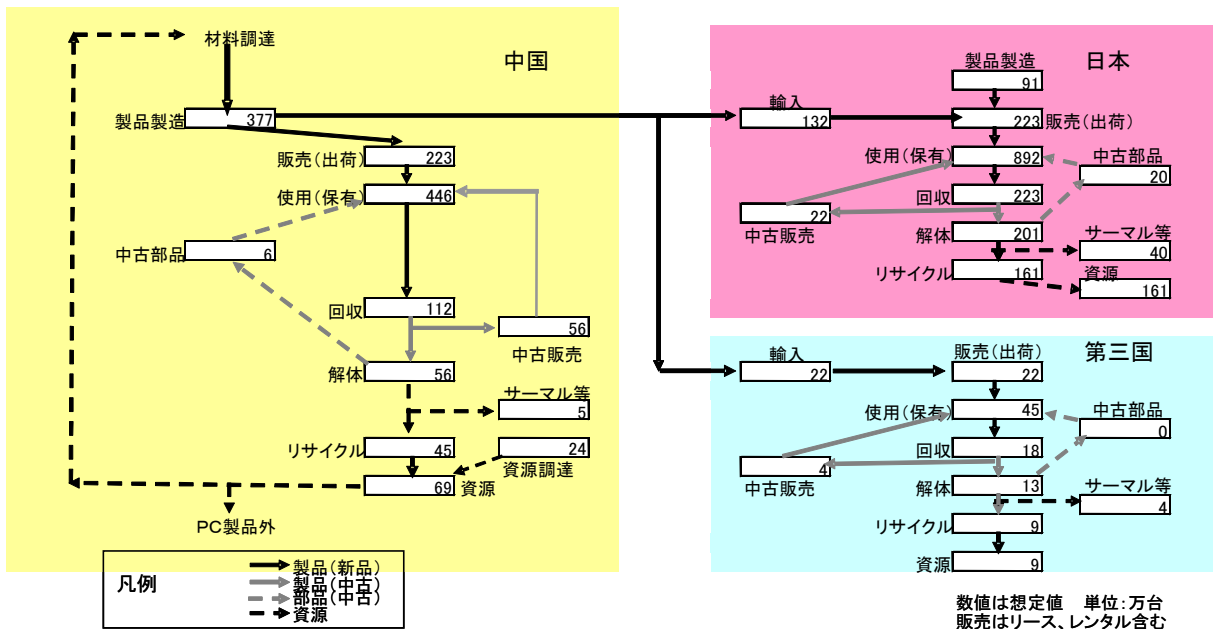 中国
材料調達
製品製造 377
販売(出荷) 223
使用(保有) 446
中古部品 6
回収 112
56
中古販売
解体 56
サーマル等
5
リサイクル 45
24
資源調達
69 資源
PC製品外
凡例
製品(新品)
製品(中古)
部品(中古)
資源
日本
製品製造
91
輸入
132
223 販売(出荷)
使用(保有) 892
中古部品
20
回収 223
22
中古販売
解体 201
サーマル等
40
リサイクル 161
資源
161
第三国
輸入
22
販売(出荷)
22
使用(保有) 45
中古部品
0
回収 18
4
中古販売
解体 13
サーマル等
4
リサイクル 9
資源 9
数値は想定値 単位:万台
販売はリース、レンタル含む